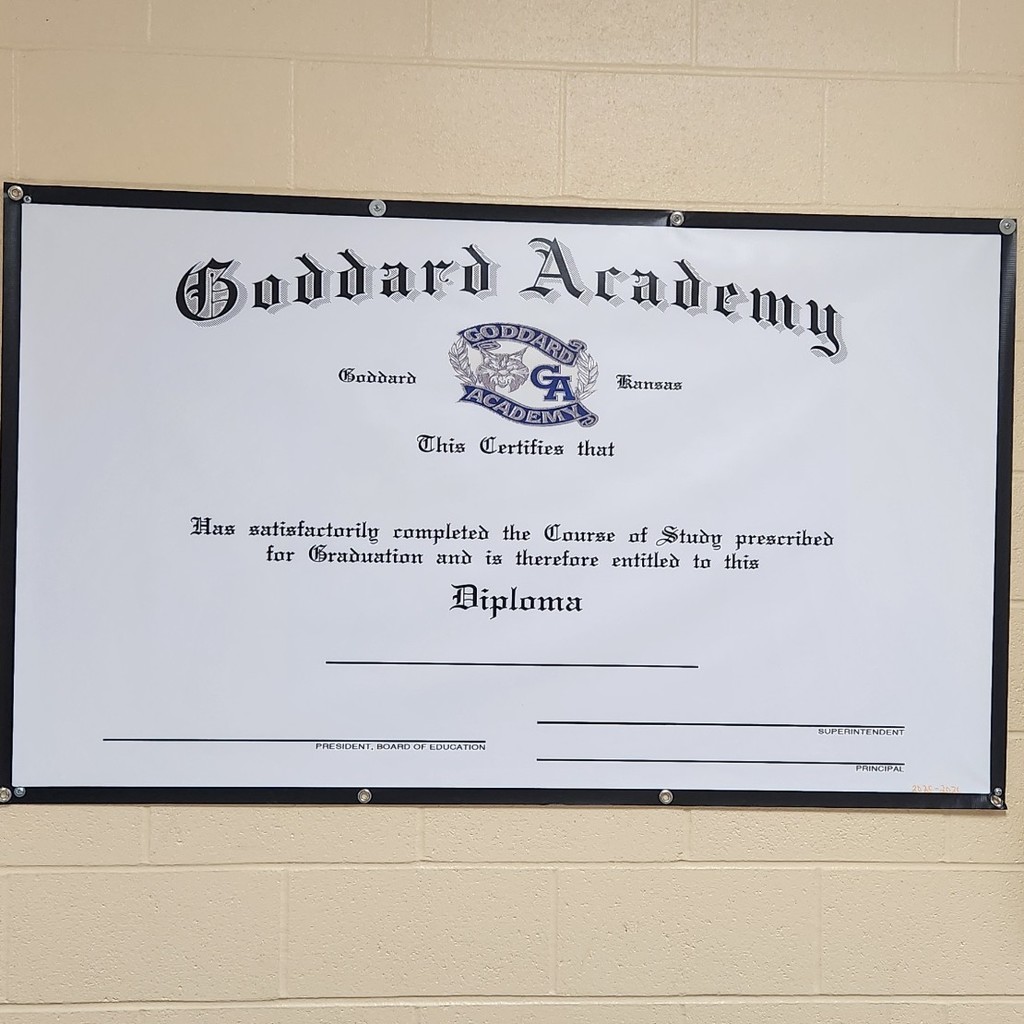 Goddard Academy
GODDARD
Goddard GA Kansas
ACADEMY
This Certifies that
Has satisfactorily completed the Course of Study prescribed
for Graduation and is therefore entitled to this
Diploma
SUPERINTENDENT
PRESIDENT, BOARD OF EDUCATION
PRINCIPAL